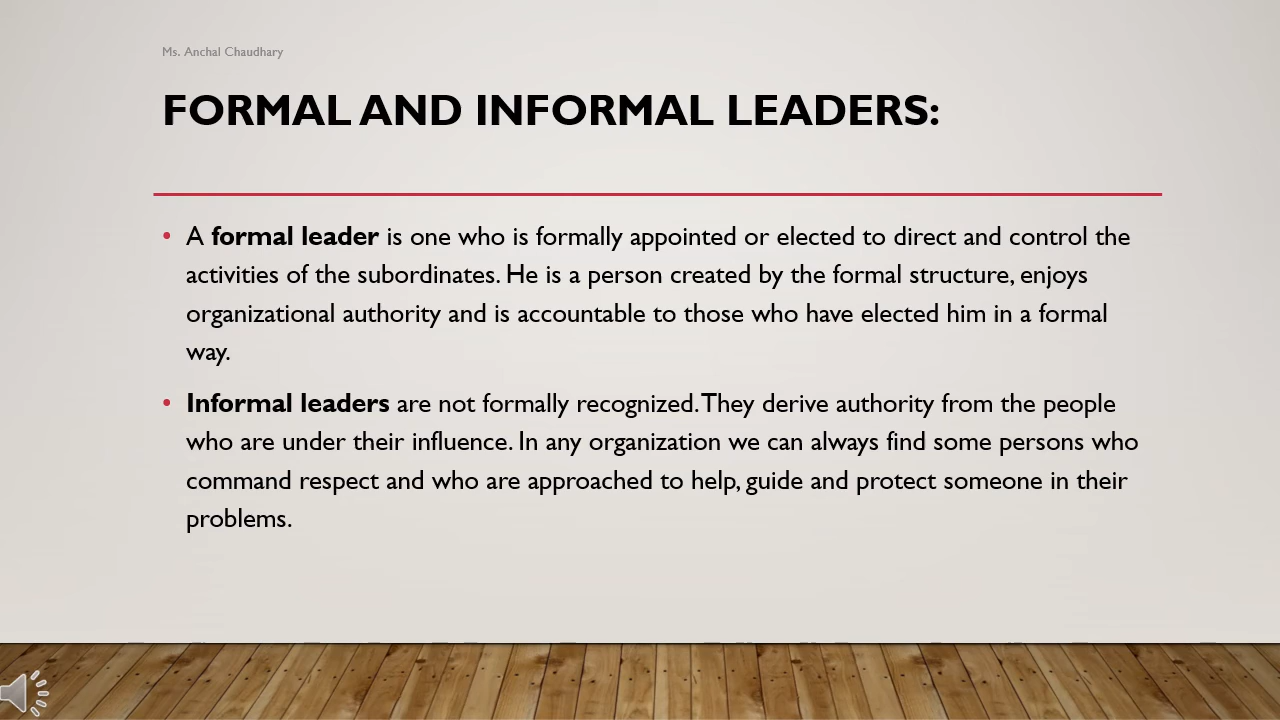 Ms. Anchal Chaudhary
FORMAL AND INFORMAL LEADERS:
• A formal leader is one who is formally appointed or elected to direct and control the
activities of the subordinates. He is a person created by the formal structure, enjoys
organizational authority and is accountable to those who have elected him in a formal
way.
• Informal leaders are not formally recognized. They derive authority from the people
who are under their influence. In any organization we can always find some persons who
command respect and who are approached to help, guide and protect someone in their
problems.